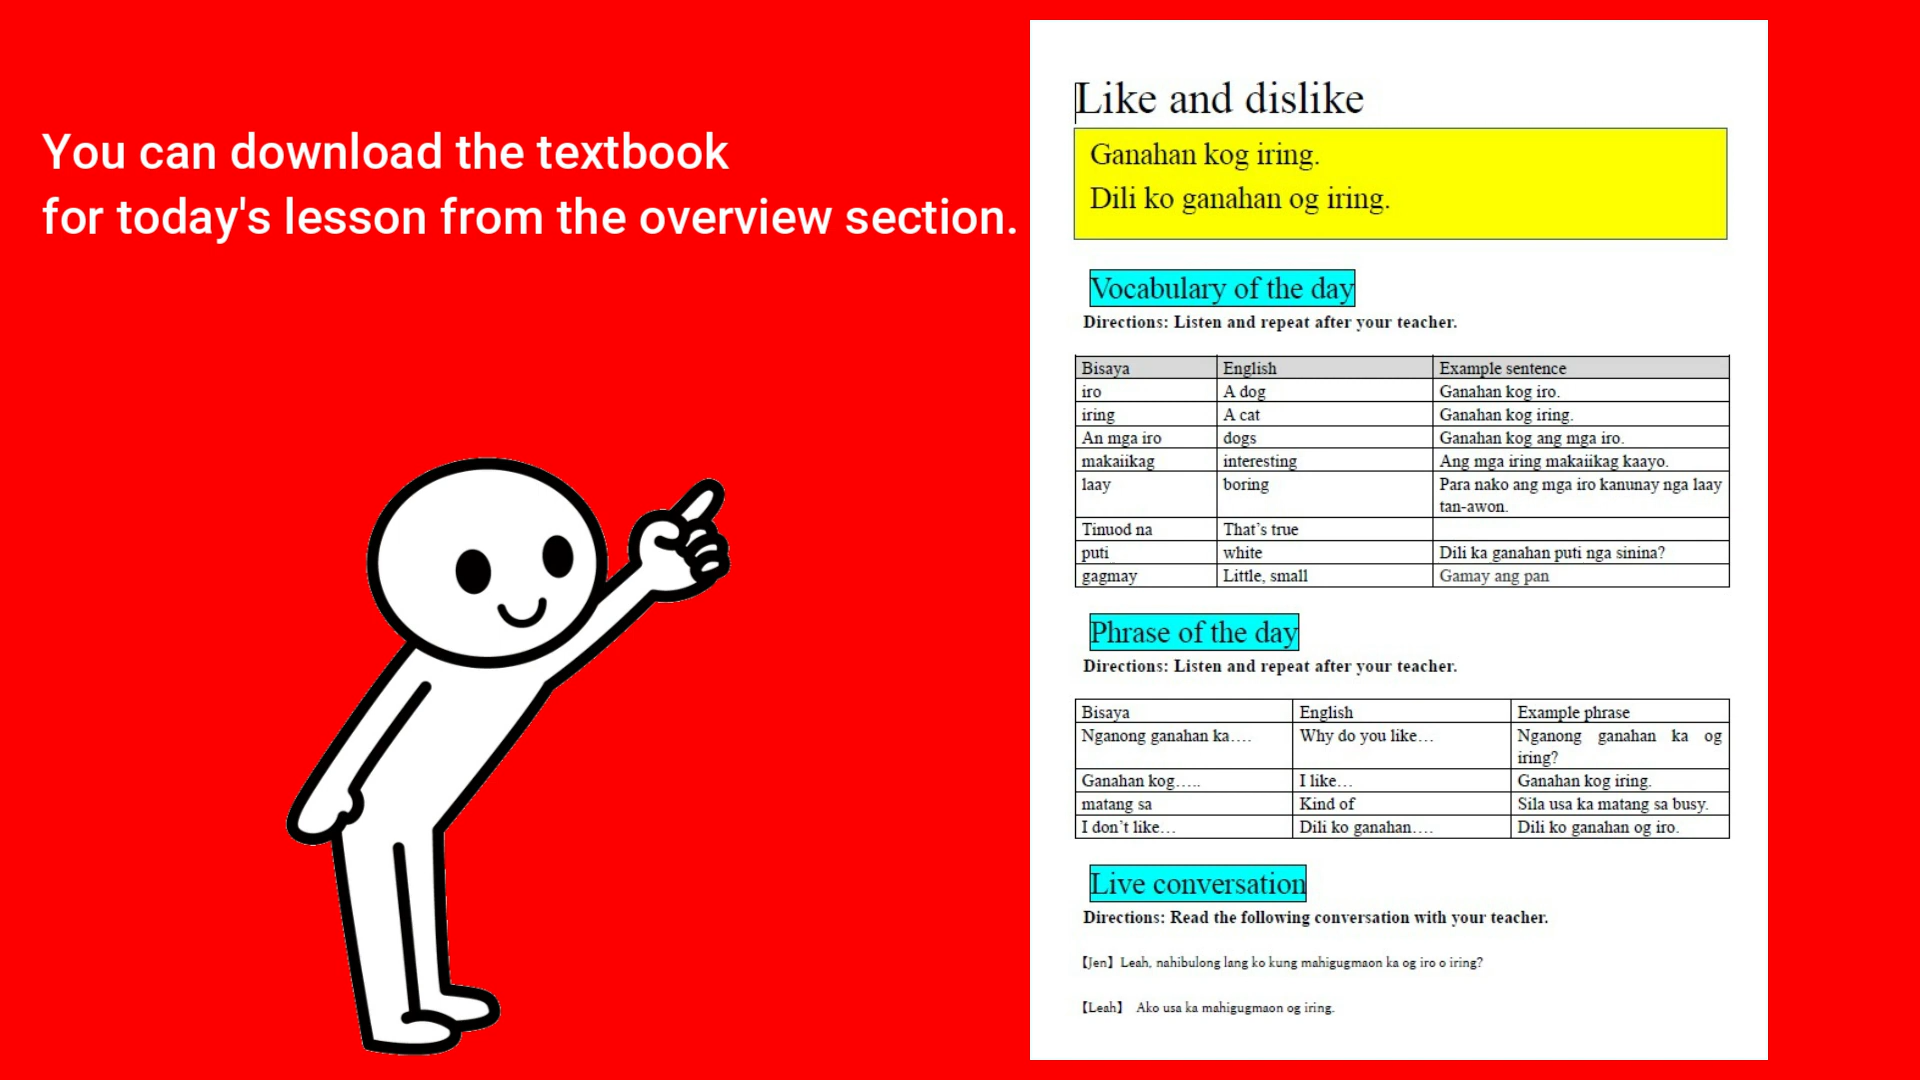 You can download the textbook
for today's lesson from the overview section.
Like and dislike
Ganahan kog iring.
Dili ko ganahan og iring.
Vocabulary of the day
Directions: Listen and repeat after your teacher.
Bisaya English Example sentence
iro A dog Ganahan kog iro.
iring A cat Ganahan kog iring.
An mga iro dogs Ganahan kog ang mga iro.
makaiikag interesting Ang mga iring makaiikag kaayo.
laay boring Para nako ang mga iro kanunay nga laay
tan-awon.
Tinuod na That's true
puti white Dili ka ganahan puti nga sinina?
gagmay Little, small Gamay ang pan
Phrase of the day
Directions: Listen and repeat after your teacher.
Bisaya English Example phrase
Nganong ganahan ka…. Why do you like… Nganong ganahan ka og
iring?
Ganahan kog….. I like… Ganahan kog iring.
matang sa Kind of Sila usa ka matang sa busy.
I don't like… Dili ko ganahan…. Dili ko ganahan og iro.
Live conversation
Directions: Read the following conversation with your teacher.
【Jen】Leah, nahibulong lang ko kung mahigugmaon ka og iro o iring?
【Leah】 Ako usa ka mahigugmaon og iring.